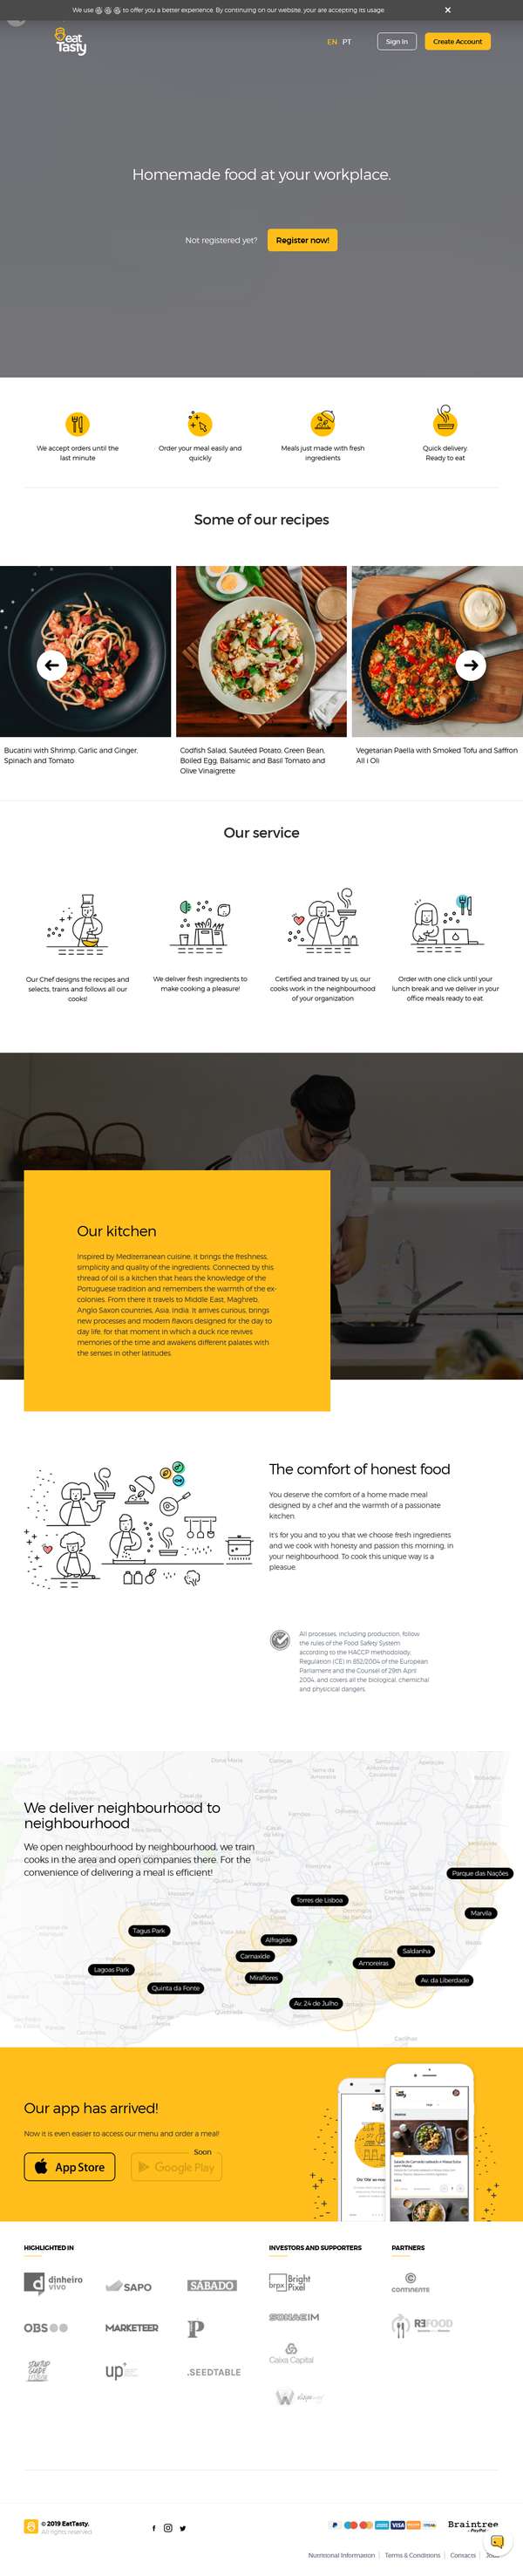 We use to offer you a better experience. By continuing on our website, your are accepting its usage.
eat
Tasty
EN PT
Sign In
Create Account
Homemade food at your workplace.
Not registered yet?
Register now!
We accept orders until the
last minute
Order your meal easily and
quickly
Meals just made with fresh
ingredients
Quick delivery.
Ready to eat
Some of our recipes
Bucatini with Shrimp, Garlic and Ginger,
Spinach and Tomato
Codfish Salad, Sautéed Potato, Green Bean,
Boiled Egg, Balsamic and Basil Tomato and
Olive Vinaigrette
Vegetarian Paella with Smoked Tofu and Saffron
All i Oli
Our service
Our Chef designs the recipes and
selects, trains and follows all our
cooks!
We deliver fresh ingredients to
make cooking a pleasure!
Certified and trained by us, our
cooks work in the neighbourhood
of your organization
Order with one click until your
lunch break and we deliver in your
office meals ready to eat
Our kitchen
Inspired by Mediterranean cuisine, it brings the freshness,
simplicity and quality of the ingredients. Connected by this
thread of oil is a kitchen that hears the knowledge of the
Portuguese tradition and remembers the warmth of the ex-
colonies. From there it travels to Middle East, Maghreb,
Anglo Saxon countries, Asia, India. It arrives curious, brings
new processes and modern flavors designed for the day to
day life, for that moment in which a duck rice revives
memories of the time and awakens different palates with
the senses in other latitudes.
The comfort of honest food
You deserve the comfort of a home made meal
designed by a chef and the warmth of a passionate
kitchen.
It's for you and to you that we choose fresh ingredients
and we cook with honesty and passion this morning, in
your neighbourhood. To cook this unique way is a
pleasue.
All processes, including production, follow
the rules of the Food Safety System
according to the HACCP methodolody,
Regulation (CE) n 852/2004 of the European
Parliament and the Counsel of 29th April
2004, and covers all the biological, chemichal
and physicical dangers.
We deliver neighbourhood to
neighbourhood
We open neighbourhood by neighbourhood, we train
cooks in the area and open companies there. For the
convenience of delivering a meal is efficient!
Parque das Nações
Torres de Lisboa
Marvila
Tagus Park
Alfragide
Saldanha
Carnaxide
Amoreiras
Lagoas Park
Miraflores
Av. da Liberdade
Quinta da Fonte
Av. 24 de Julho
Our app has arrived!
Now it is even easier to access our menu and order a meal!
App Store
Soon
Google Play
HIGHLIGHTED IN
dinheiro
vivo
SAPO
SÁBADO
OBS
MARKETEER
P
STARTUP
GUIDE
up
.SEEDTABLE
INVESTORS AND SUPPORTERS
brpx Bright
Pixel
SONAE IM
Caixa Capital
PARTNERS
CONTINENTE
REFOOD
© 2019 EatTasty.
All rights reserved.
VISA
Braintree
PayPal
Nutritional Information
Terms & Conditions
Contacts